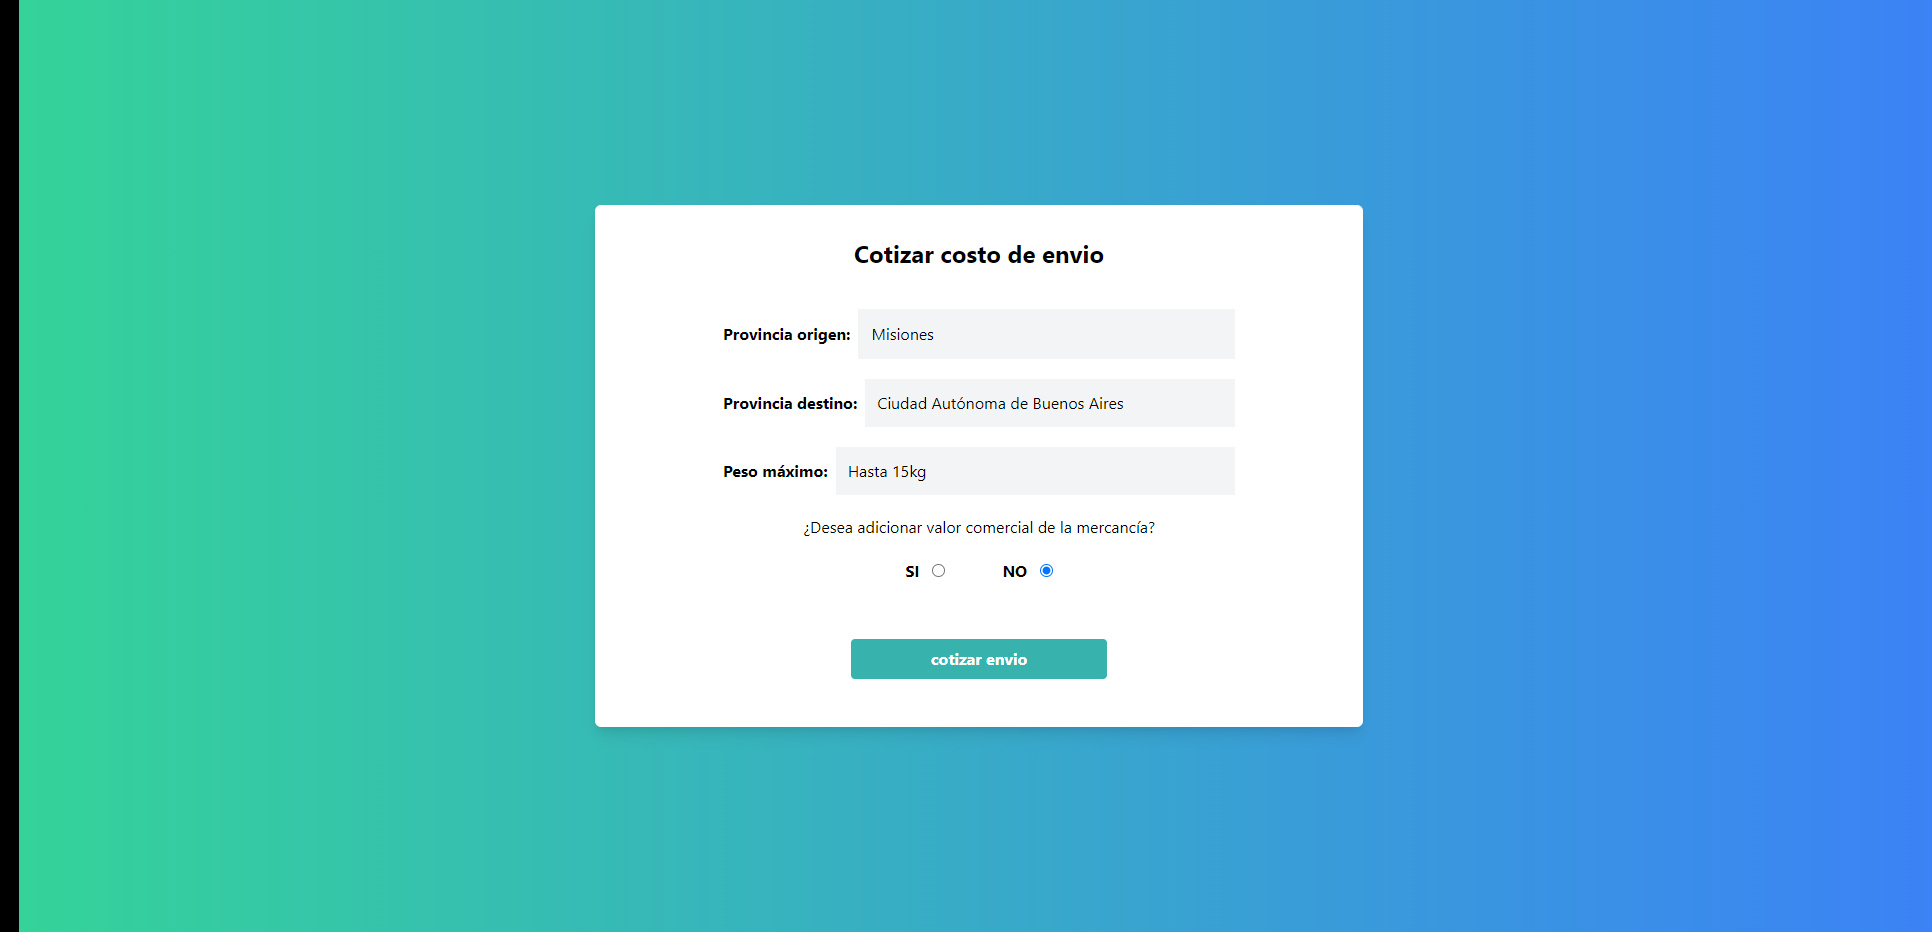 Cotizar costo de envio
Provincia origen: Misiones
Provincia destino: Ciudad Autónoma de Buenos Aires
Peso máximo: Hasta 15kg
¿Desea adicionar valor comercial de la mercancía?
SI NO
cotizar envio